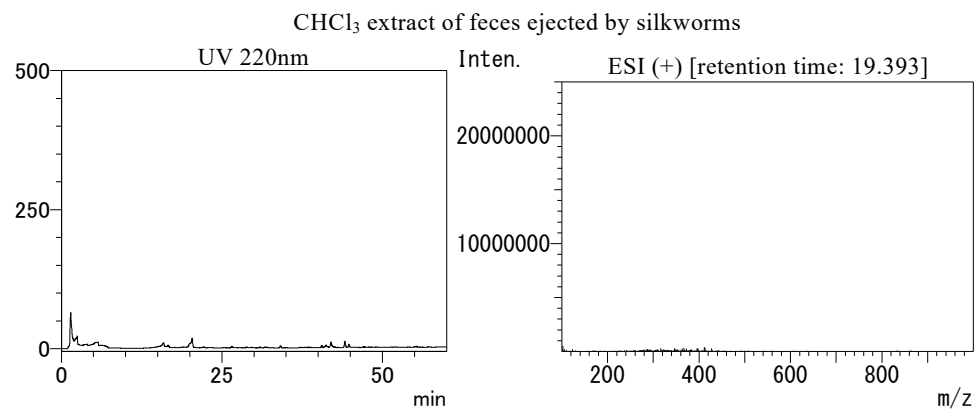 CHCl₃ extract of feces ejected by silkworms
UV 220nm
500
250
0
0
25
50
min
Inten.
ESI (+) [retention time: 19.393]
20000000
10000000
200
400
600
800
m/z